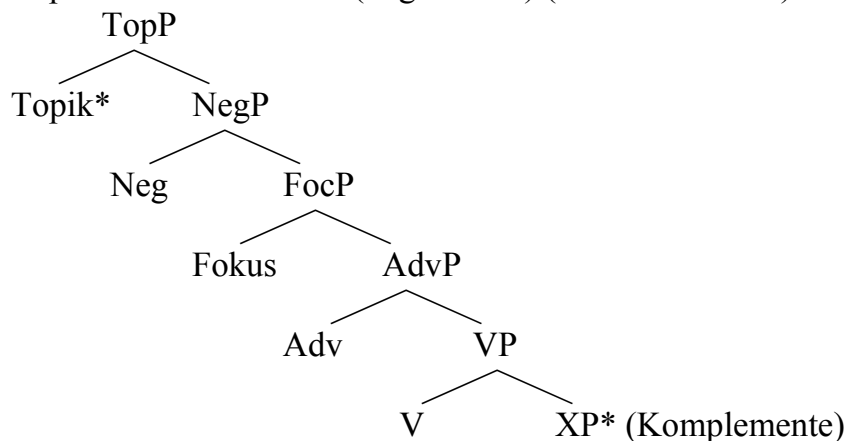 TopP
Topik* NegP
Neg FocP
Fokus AdvP
Adv VP
V XP* (Komplemente)